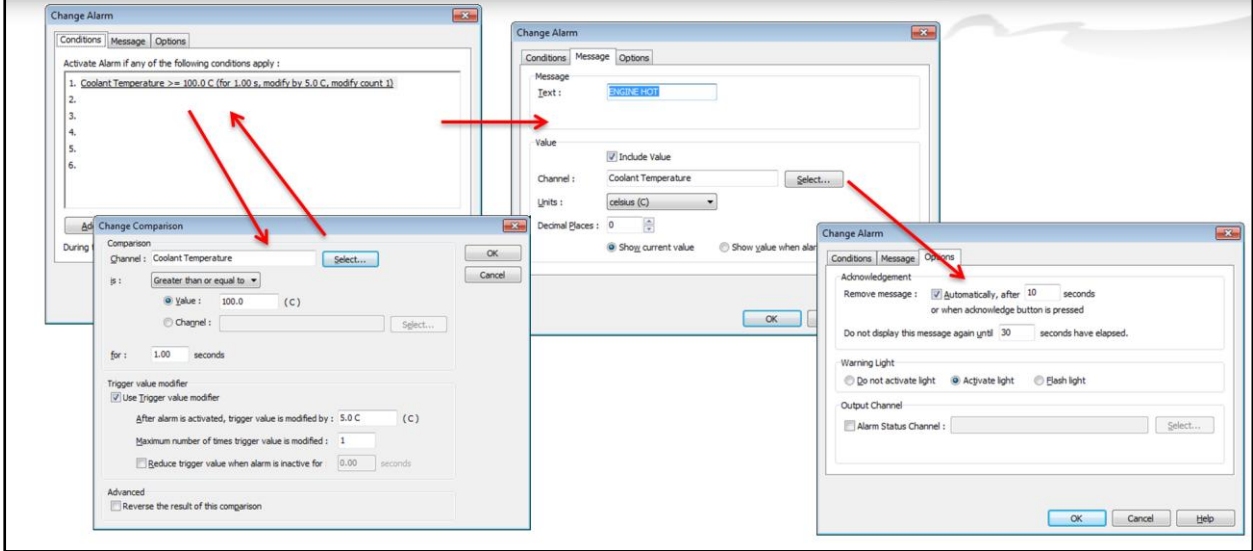 Change Alarm
Conditions Message Options
Activate Alarm if any of the following conditions apply :
1. Coolant Temperature >= 100.0 C (for 1.00 s, modify by 5.0 C, modify count 1)
2.
3.
4.
5.
6.
Ad
During t
Change Comparison
Comparison
Channel : Coolant Temperature Select...
is : Greater than or equal to
Value : 100.0 ( C )
Channel : Select...
for : 1.00 seconds
OK
Cancel
Trigger value modifier
Use Trigger value modifier
After alarm is activated, trigger value is modified by : 5.0 C ( C )
Maximum number of times trigger value is modified : 1
Reduce trigger value when alarm is inactive for 0.00 seconds
Advanced
Reverse the result of this comparison
Change Alarm
Conditions Message Options
Message
Text : ENGINE HOT
Value
Include Value
Channel : Coolant Temperature Select...
Units : celsius (C)
Decimal Places : 0
Show current value Show value when alar
OK
Change Alarm
Conditions Message Options
Acknowledgement
Remove message : Automatically, after 10 seconds
or when acknowledge button is pressed
Do not display this message again until 30 seconds have elapsed.
Warning Light
Do not activate light Activate light Flash light
Output Channel
Alarm Status Channel : Select...
OK Cancel Help